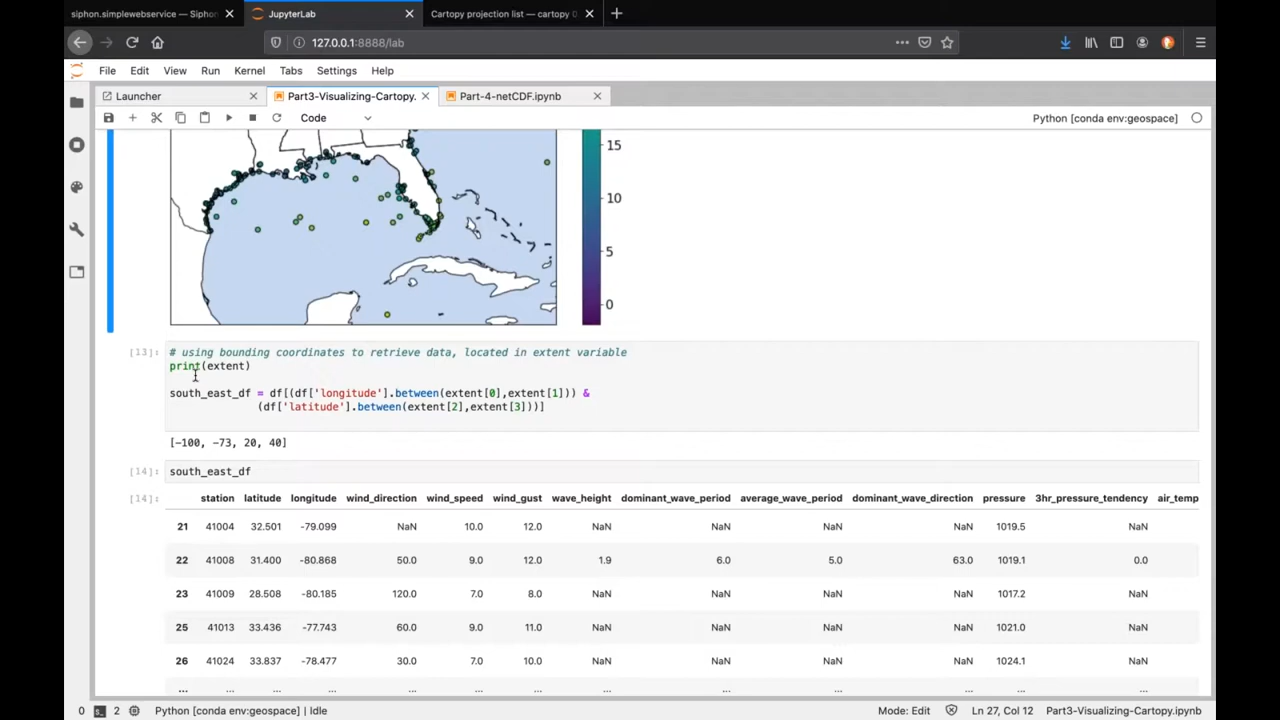 siphon.simplewebservice — Siphon
JupyterLab
Cartopy projection list — cartopy 0
127.0.0.1:8888/lab
File Edit View Run Kernel Tabs Settings Help
Launcher
Part3-Visualizing-Cartopy.
Part-4-netCDF.ipynb
Code
Python [conda env:geospace]
15
10
5
0
[13]:
# using bounding coordinates to retrieve data, located in extent variable
print(extent)
south_east_df = df[(df['longitude'].between(extent[0],extent[1])) &
(df['latitude'].between(extent[2],extent[3]))]
[-100, -73, 20, 40]
[14]: south_east_df
[14]: station latitude longitude wind_direction wind_speed wind_gust wave_height dominant_wave_period average_wave_period dominant_wave_direction pressure 3hr_pressure_tendency air_temp
21 41004 32.501 -79.099 NaN 10.0 12.0 NaN NaN NaN NaN 1019.5 NaN
22 41008 31.400 -80.868 50.0 9.0 12.0 1.9 6.0 5.0 63.0 1019.1 0.0
23 41009 28.508 -80.185 120.0 7.0 8.0 NaN NaN NaN NaN 1017.2 NaN
25 41013 33.436 -77.743 60.0 9.0 11.0 NaN NaN NaN NaN 1021.0 NaN
26 41024 33.837 -78.477 30.0 7.0 10.0 NaN NaN NaN NaN 1024.1 NaN
... ... ... ... ... ... ... ... ... ... ... ... ...
0 2 Python [conda env:geospace] | Idle Mode: Edit Ln 27, Col 12 Part3-Visualizing-Cartopy.ipynb